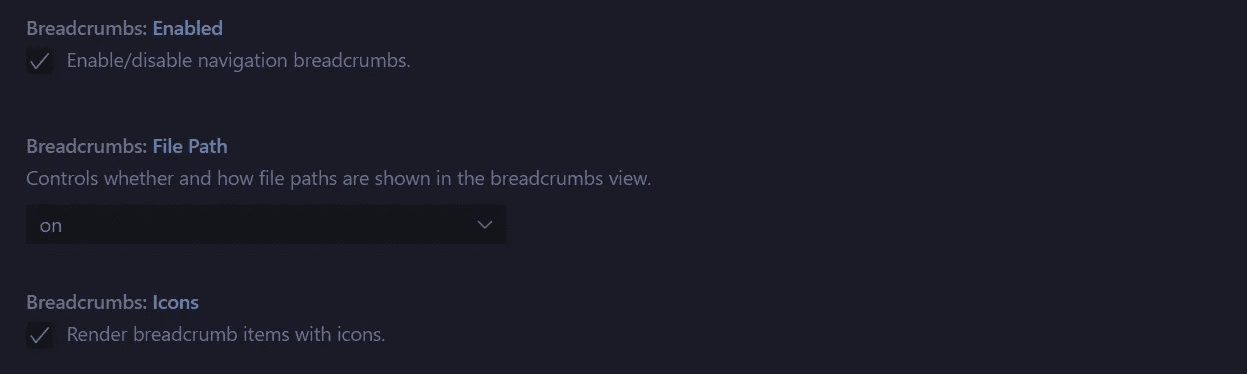 Breadcrumbs: Enabled
Enable/disable navigation breadcrumbs.
Breadcrumbs: File Path
Controls whether and how file paths are shown in the breadcrumbs view.
on
Breadcrumbs: Icons
Render breadcrumb items with icons.